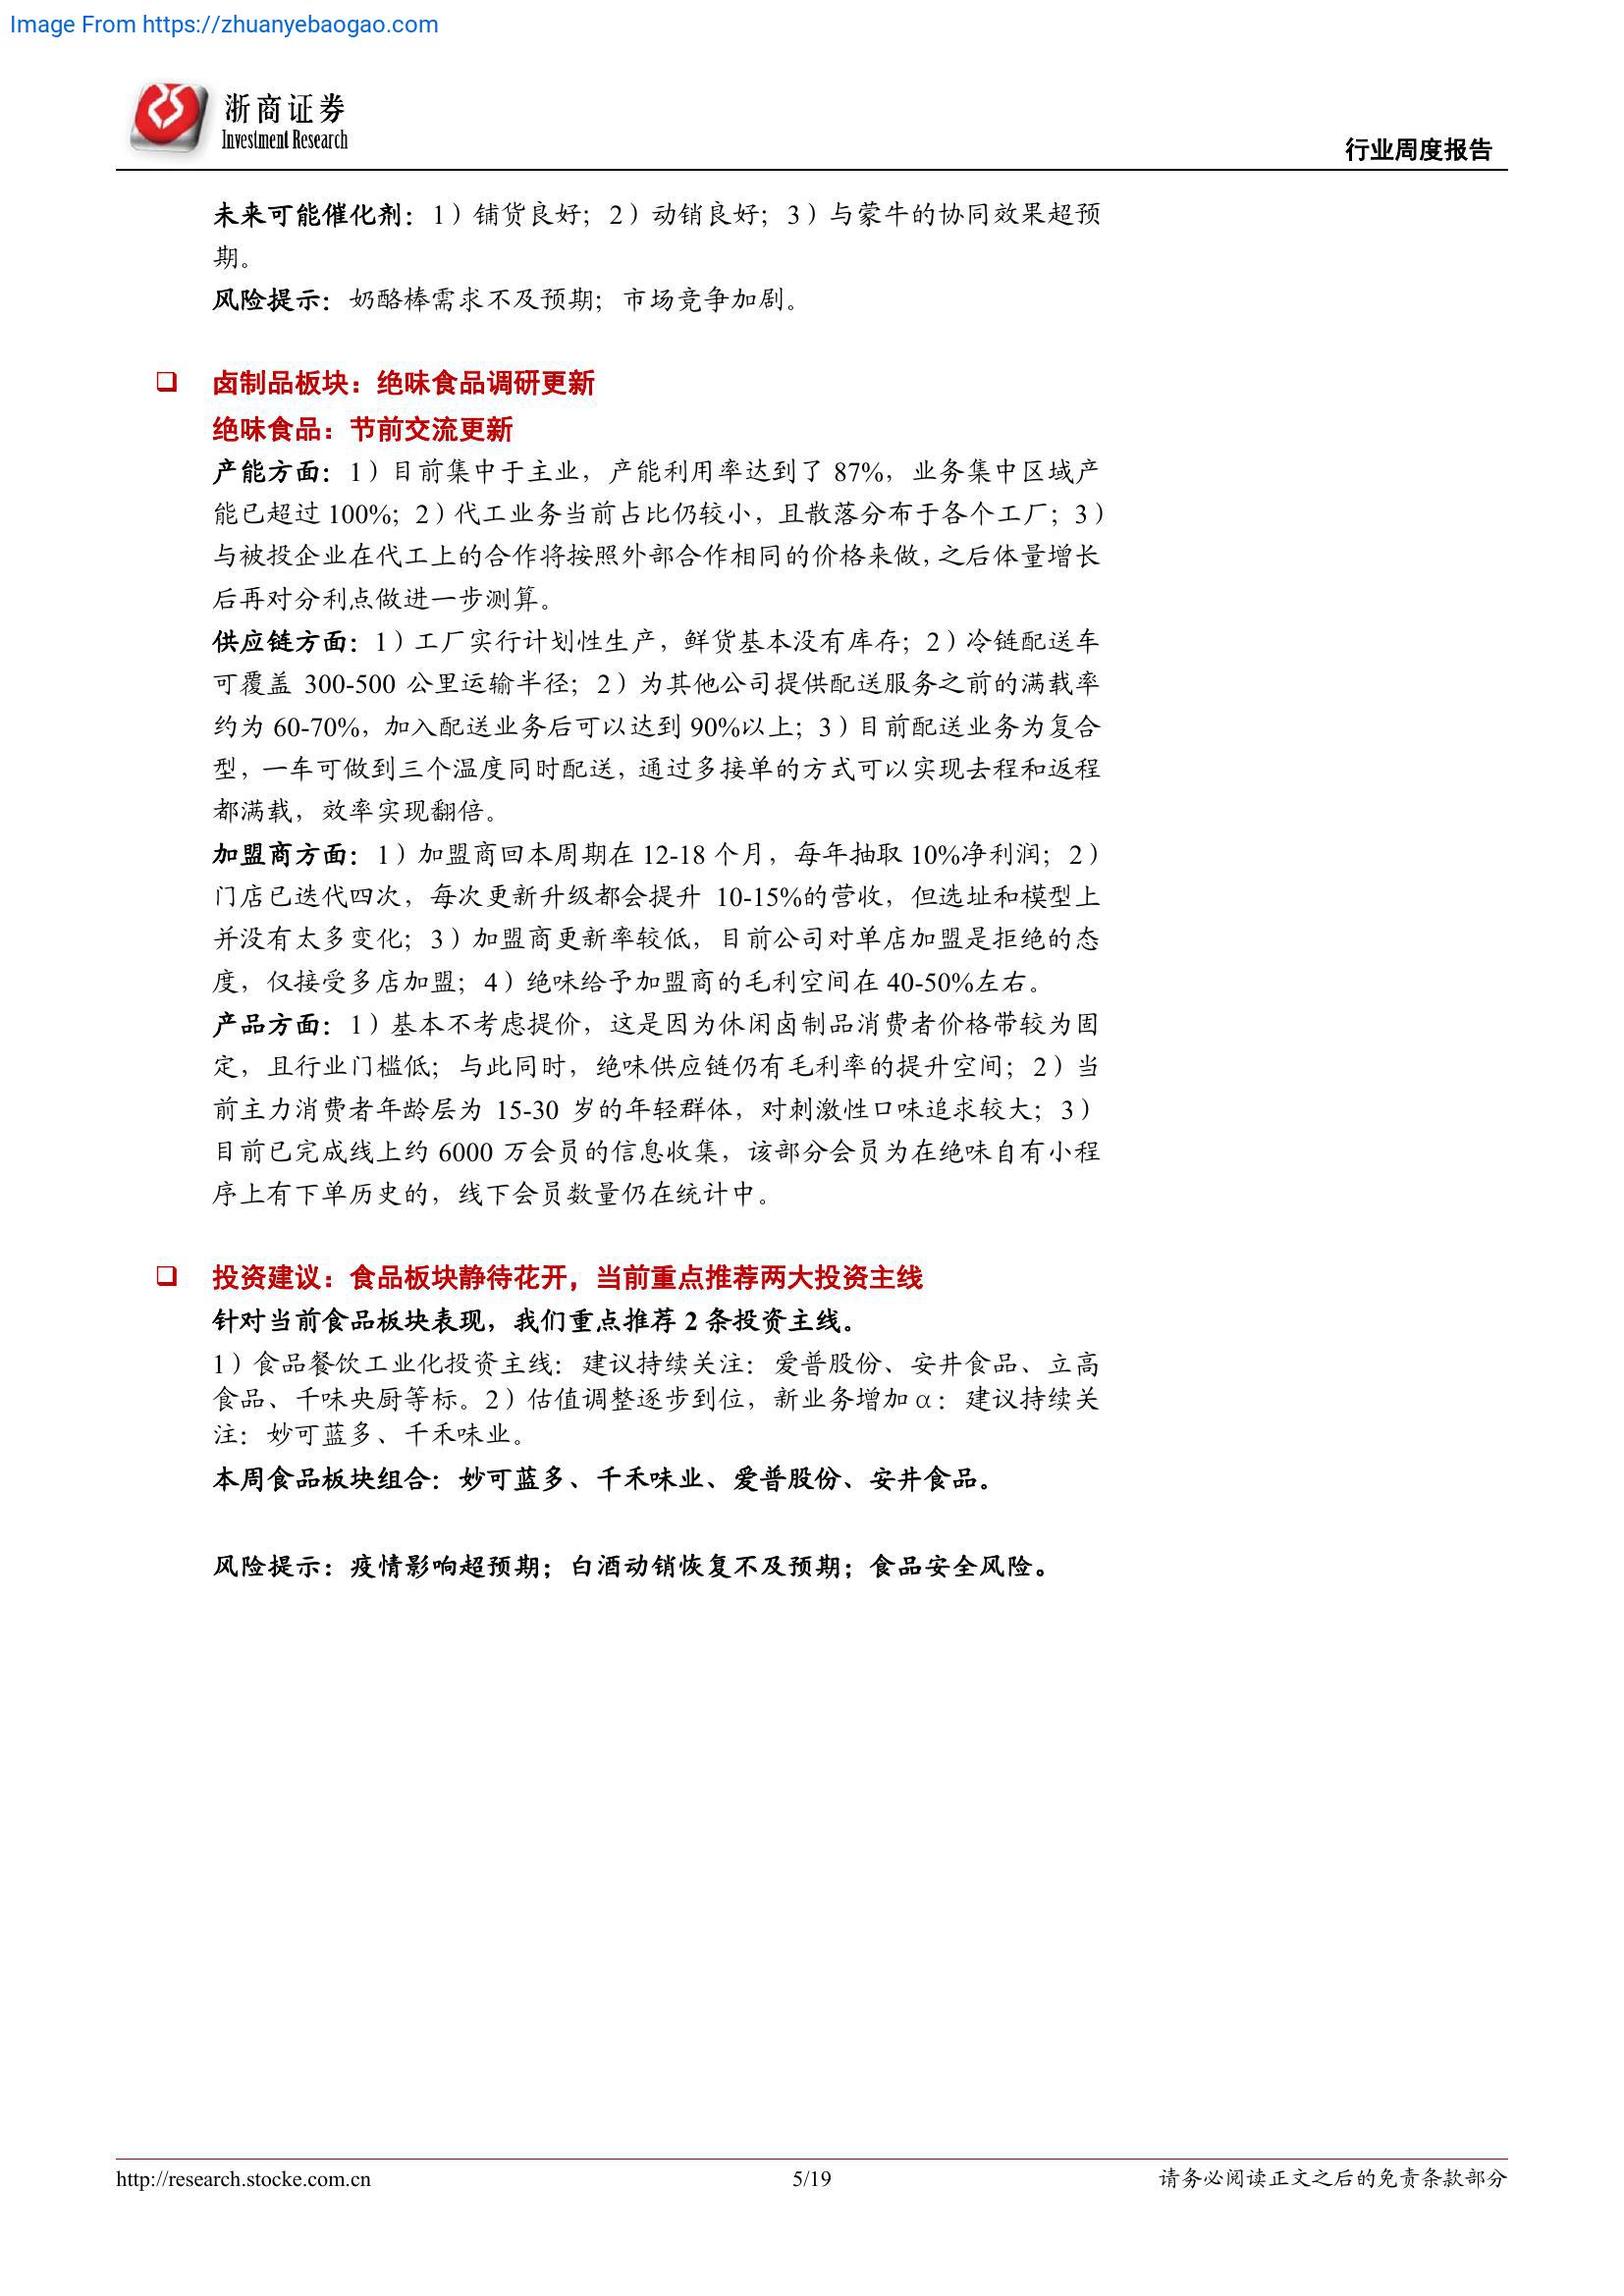 Image From https://zhuanyebaogao.com
浙商证券
Investment Research
行业周度报告
未来可能催化剂：1）铺货良好；2）动销良好；3）与蒙牛的协同效果超预
期。
风险提示：奶酪棒需求不及预期；市场竞争加剧。
❑ 卤制品板块：绝味食品调研更新
绝味食品：节前交流更新
产能方面：1）目前集中于主业，产能利用率达到了 87%，业务集中区域产
能已超过 100%；2）代工业务当前占比仍较小，且散落分布于各个工厂；3）
与被投企业在代工上的合作将按照外部合作相同的价格来做，之后体量增长
后再对分利点做进一步测算。
供应链方面：1）工厂实行计划性生产，鲜货基本没有库存；2）冷链配送车
可覆盖 300-500 公里运输半径；2）为其他公司提供配送服务之前的满载率
约为 60-70%，加入配送业务后可以达到 90%以上；3）目前配送业务为复合
型，一车可做到三个温度同时配送，通过多接单的方式可以实现去程和返程
都满载，效率实现翻倍。
加盟商方面：1）加盟商回本周期在 12-18 个月，每年抽取 10%净利润；2）
门店已迭代四次，每次更新升级都会提升 10-15%的营收，但选址和模型上
并没有太多变化；3）加盟商更新率较低，目前公司对单店加盟是拒绝的态
度，仅接受多店加盟；4）绝味给予加盟商的毛利空间在 40-50%左右。
产品方面：1）基本不考虑提价，这是因为休闲卤制品消费者价格带较为固
定，且行业门槛低；与此同时，绝味供应链仍有毛利率的提升空间；2）当
前主力消费者年龄层为 15-30 岁的年轻群体，对刺激性口味追求较大；3）
目前已完成线上约 6000 万会员的信息收集，该部分会员为在绝味自有小程
序上有下单历史的，线下会员数量仍在统计中。
❑ 投资建议：食品板块静待花开，当前重点推荐两大投资主线
针对当前食品板块表现，我们重点推荐 2 条投资主线。
1）食品餐饮工业化投资主线：建议持续关注：爱普股份、安井食品、立高
食品、千味央厨等标。2）估值调整逐步到位，新业务增加α：建议持续关
注：妙可蓝多、千禾味业。
本周食品板块组合：妙可蓝多、千禾味业、爱普股份、安井食品。
风险提示：疫情影响超预期；白酒动销恢复不及预期；食品安全风险。
http://research.stocke.com.cn
5/19
请务必阅读正文之后的免责条款部分